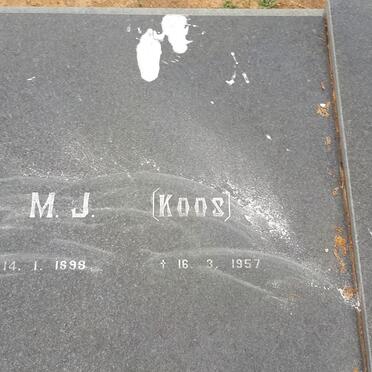 M. J. (KOOS)
14. 1. 1898 † 16. 3. 1957